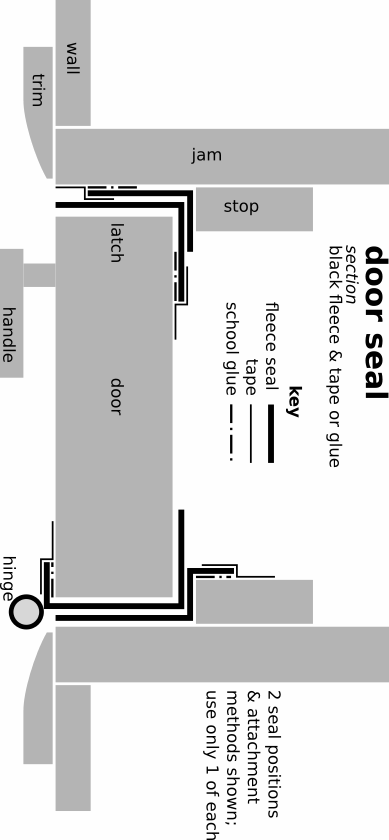 door seal
section
black fleece & tape or glue
key
fleece seal
tape
school glue
wall
trim
jam
stop
latch
door
handle
hinge
2 seal positions
& attachment
methods shown;
use only 1 of each